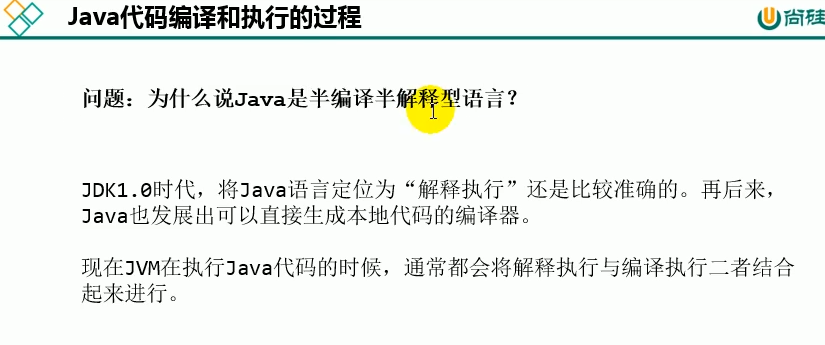 Java代码编译和执行的过程
尚硅
问题：为什么说Java是半编译半解释型语言？
JDK1.0时代，将Java语言定位为“解释执行”还是比较准确的。再后来，
Java也发展出可以直接生成本地代码的编译器。
现在JVM在执行Java代码的时候，通常都会将解释执行与编译执行二者结合
起来进行。